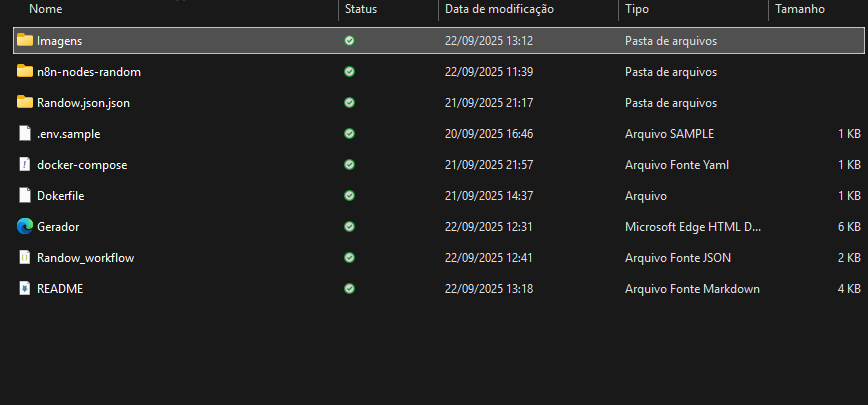 Nome Status Data de modificação Tipo Tamanho
Imagens 22/09/2025 13:12 Pasta de arquivos
n8n-nodes-random 22/09/2025 11:39 Pasta de arquivos
Randow.json.json 21/09/2025 21:17 Pasta de arquivos
.env.sample 20/09/2025 16:46 Arquivo SAMPLE 1 KB
docker-compose 21/09/2025 21:57 Arquivo Fonte Yaml 1 KB
Dokerfile 21/09/2025 14:37 Arquivo 1 KB
Gerador 22/09/2025 12:31 Microsoft Edge HTML D... 6 KB
Randow_workflow 22/09/2025 12:41 Arquivo Fonte JSON 2 KB
README 22/09/2025 13:18 Arquivo Fonte Markdown 4 KB